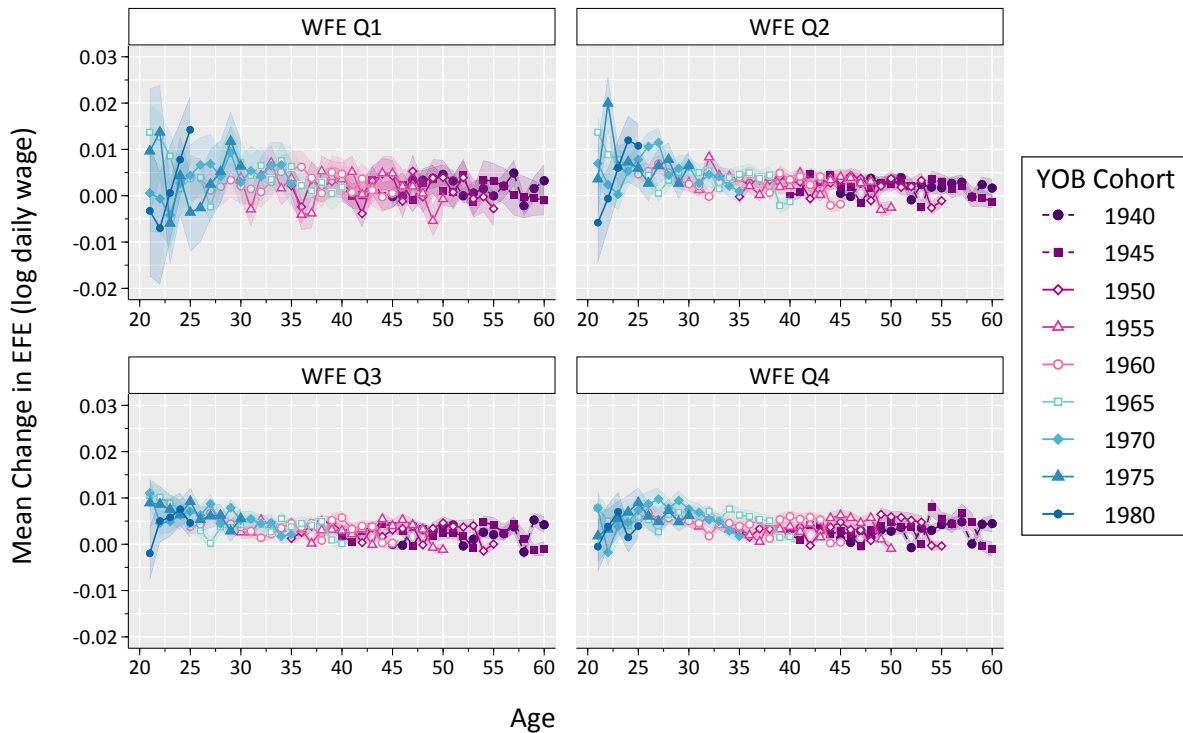 WFE Q1
WFE Q2
0.03
0.02
0.01
0.00
-0.01
-0.02
20 25 30 35 40 45 50 55 60
20 25 30 35 40 45 50 55 60
WFE Q3
WFE Q4
0.03
0.02
0.01
0.00
-0.01
-0.02
20 25 30 35 40 45 50 55 60
20 25 30 35 40 45 50 55 60
Mean Change in EFE (log daily wage)
Age
YOB Cohort
1940
1945
1950
1955
1960
1965
1970
1975
1980